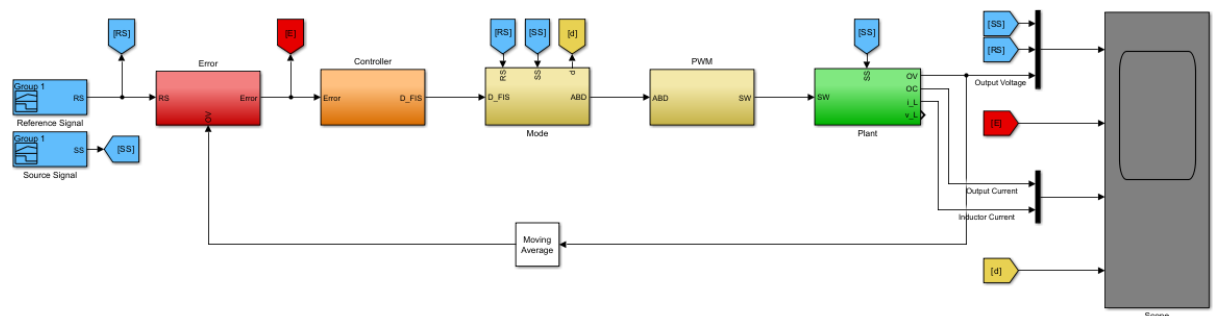 [RS]
[E]
[RS]
[SS]
[d]
[SS]
[SS]
[RS]
Group 1
RS
Reference Signal
Group 1
SS
Source Signal
[SS]
Error
RS
Error
OV
Controller
Error
D_FIS
RS
SS
d
D_FIS
ABD
Mode
PWM
ABD
SW
SS
SW
OV
OC
i_L
v_L
Plant
Output Voltage
[E]
Output Current
Inductor Current
[d]
Moving
Average
Scope